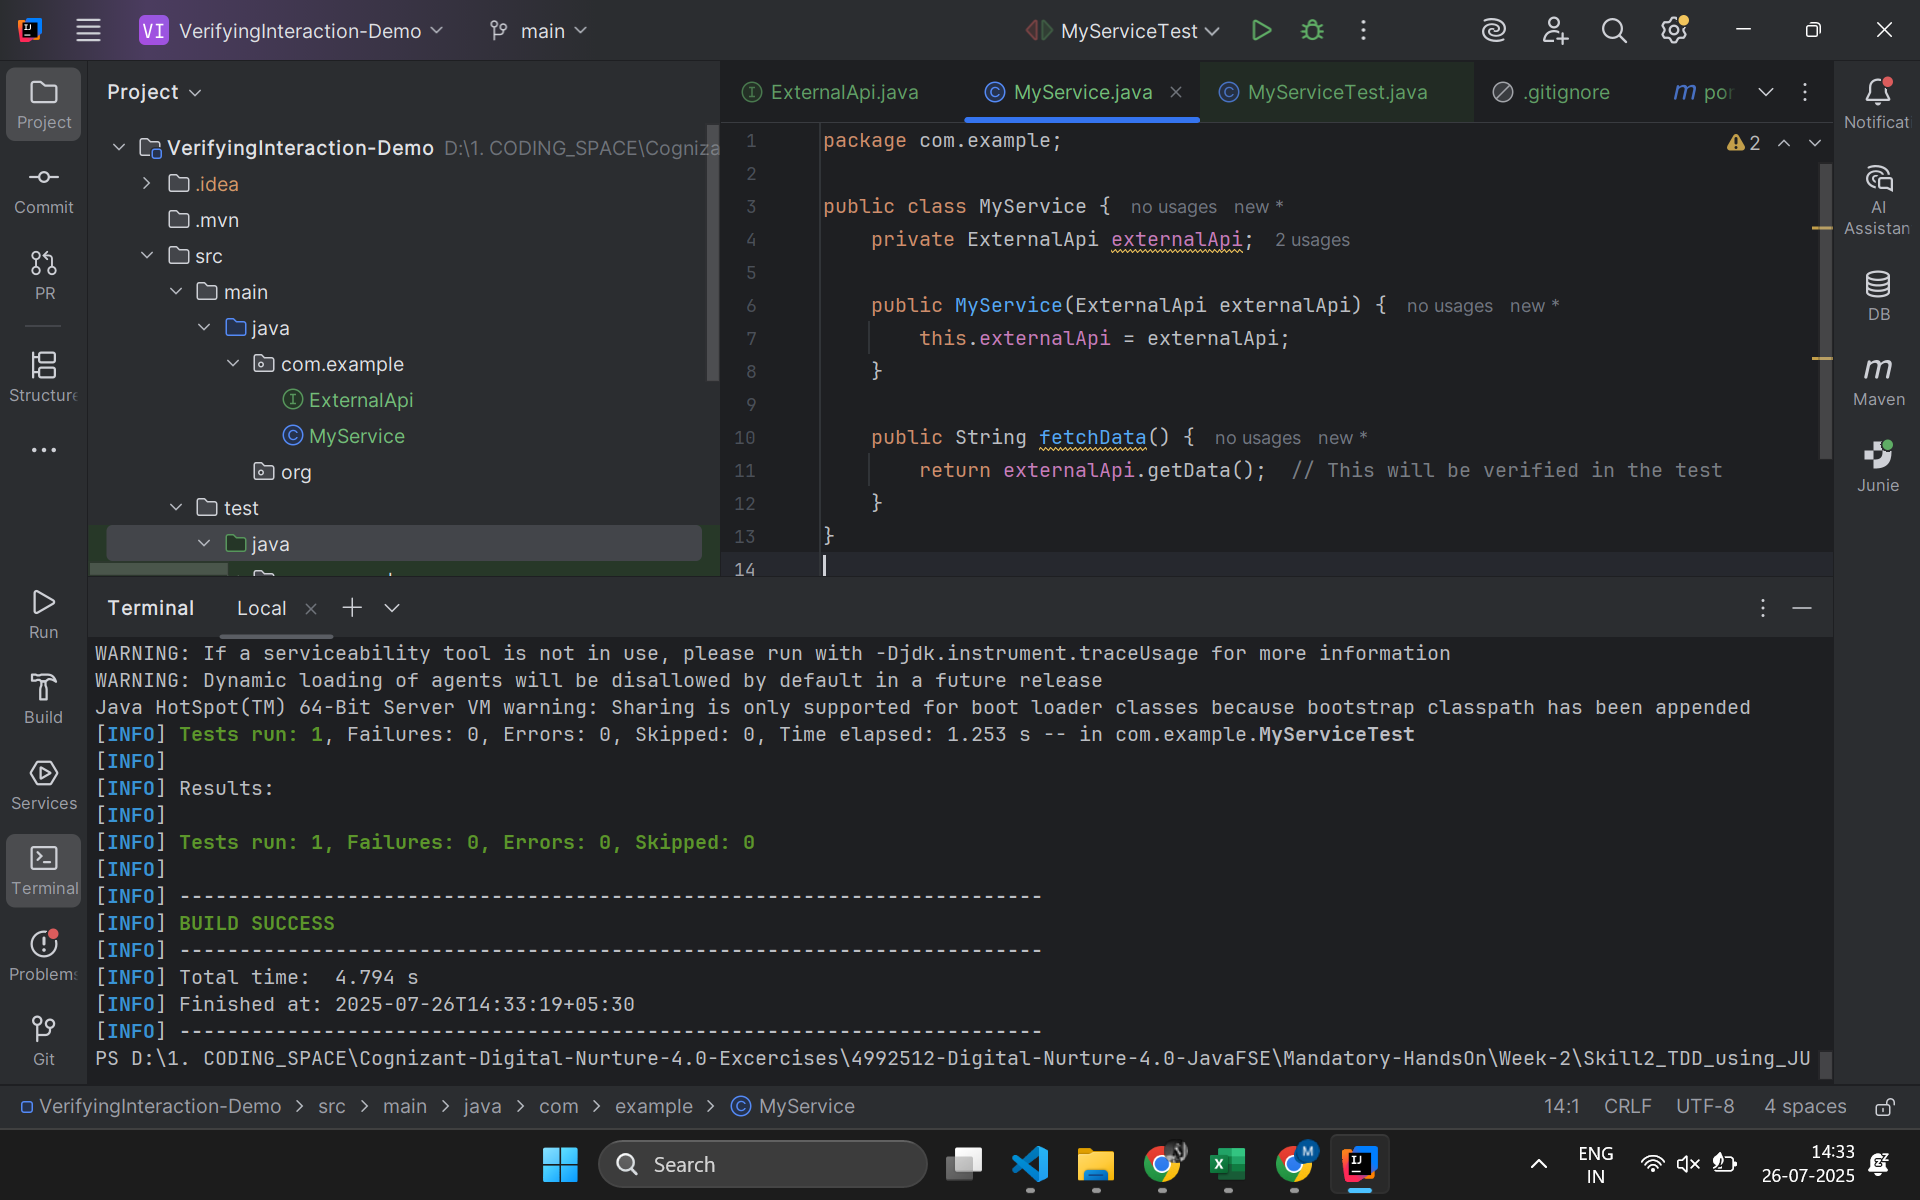 VI VerifyingInteraction-Demo main MyServiceTest
Project
Commit
PR
Structure
Run
Build
Services
Terminal
Problems
Git
Project
VerifyingInteraction-Demo D:\1. CODING_SPACE\Cogniza
.idea
.mvn
src
main
java
com.example
ExternalApi
MyService
org
test
java
ExternalApi.java MyService.java MyServiceTest.java .gitignore
2
1 package com.example;
2
3 public class MyService { no usages new *
4 private ExternalApi externalApi; 2 usages
5
6 public MyService(ExternalApi externalApi) { no usages new *
7 this.externalApi = externalApi;
8 }
9
10 public String fetchData() { no usages new *
11 return externalApi.getData(); // This will be verified in the test
12 }
13 }
14
Notificat
AI
Assistan
DB
m
Maven
Junie
Terminal Local
WARNING: If a serviceability tool is not in use, please run with -Djdk.instrument.traceUsage for more information
WARNING: Dynamic loading of agents will be disallowed by default in a future release
Java HotSpot(TM) 64-Bit Server VM warning: Sharing is only supported for boot loader classes because bootstrap classpath has been appended
[INFO] Tests run: 1, Failures: 0, Errors: 0, Skipped: 0, Time elapsed: 1.253 s -- in com.example.MyServiceTest
[INFO]
[INFO] Results:
[INFO]
[INFO] Tests run: 1, Failures: 0, Errors: 0, Skipped: 0
[INFO]
[INFO] ------------------------------------------------------------------------
[INFO] BUILD SUCCESS
[INFO] ------------------------------------------------------------------------
[INFO] Total time:  4.794 s
[INFO] Finished at: 2025-07-26T14:33:19+05:30
[INFO] ------------------------------------------------------------------------
PS D:\1. CODING_SPACE\Cognizant-Digital-Nurture-4.0-Excercises\4992512-Digital-Nurture-4.0-JavaFSE\Mandatory-HandsOn\Week-2\Skill2_TDD_using_JU
VerifyingInteraction-Demo > src > main > java > com > example > MyService 14:1 CRLF UTF-8 4 spaces
Search
ENG
IN
14:33
26-07-2025